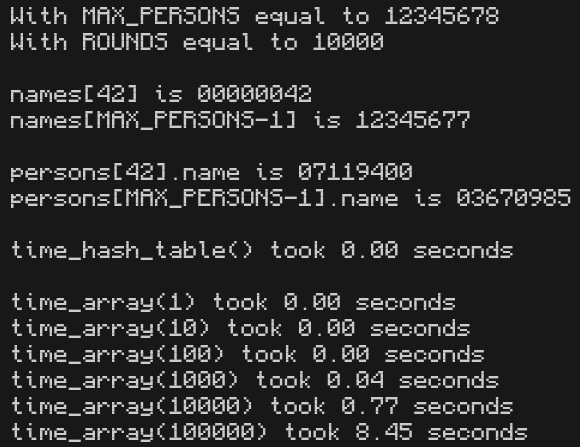 With MAX_PERSONS equal to 12345678
With ROUNDS equal to 10000
names[42] is 00000042
names[MAX_PERSONS-1] is 12345677
persons[42].name is 07119400
persons[MAX_PERSONS-1].name is 03670985
time_hash_table() took 0.00 seconds
time_array(1) took 0.00 seconds
time_array(10) took 0.00 seconds
time_array(100) took 0.00 seconds
time_array(1000) took 0.04 seconds
time_array(10000) took 0.77 seconds
time_array(100000) took 8.45 seconds